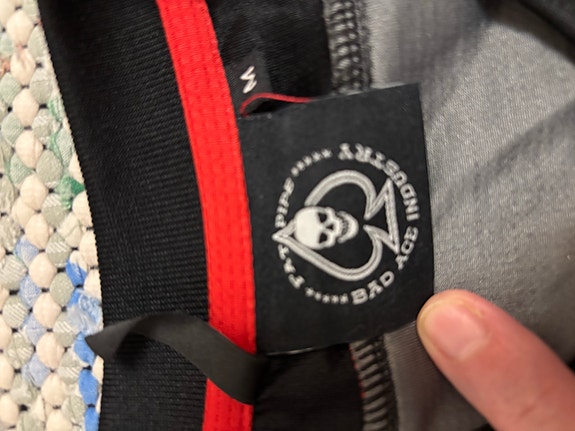 M
FAT PIPE
BAD ACE INDUSTRY